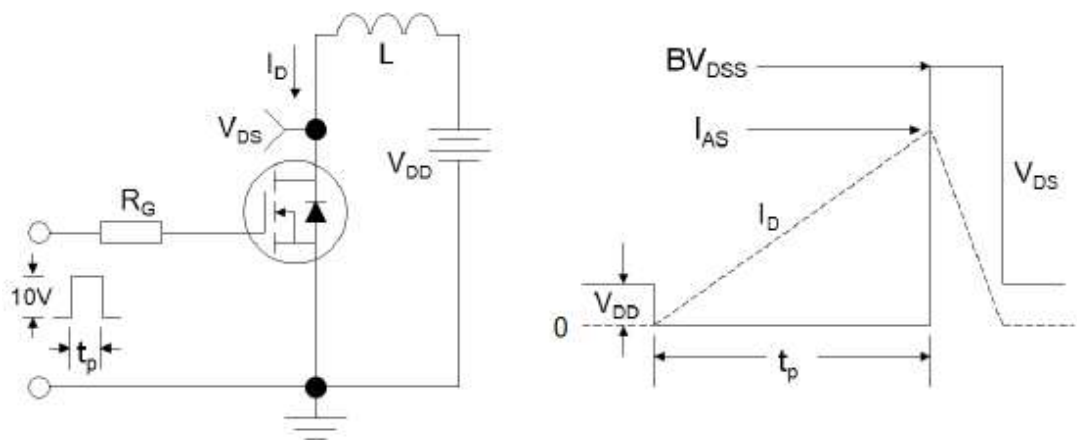 L
I_D
V_DS
V_DD
R_G
10V
t_p
BV_DSS
I_AS
V_DS
I_D
V_DD
0
t_p